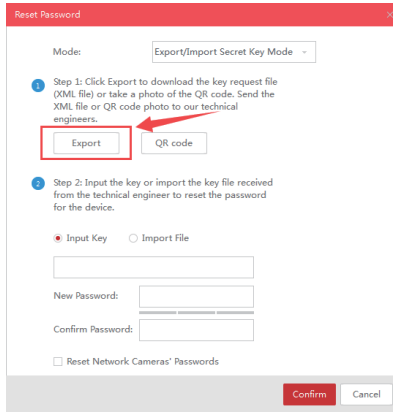 Reset Password
Mode: Export/Import Secret Key Mode
1 Step 1: Click Export to download the key request file
(XML file) or take a photo of the QR code. Send the
XML file or QR code photo to our technical
engineers.
Export QR code
2 Step 2: Input the key or import the key file received
from the technical engineer to reset the password
for the device.
Input Key Import File
New Password:
Confirm Password:
Reset Network Cameras' Passwords
Confirm Cancel